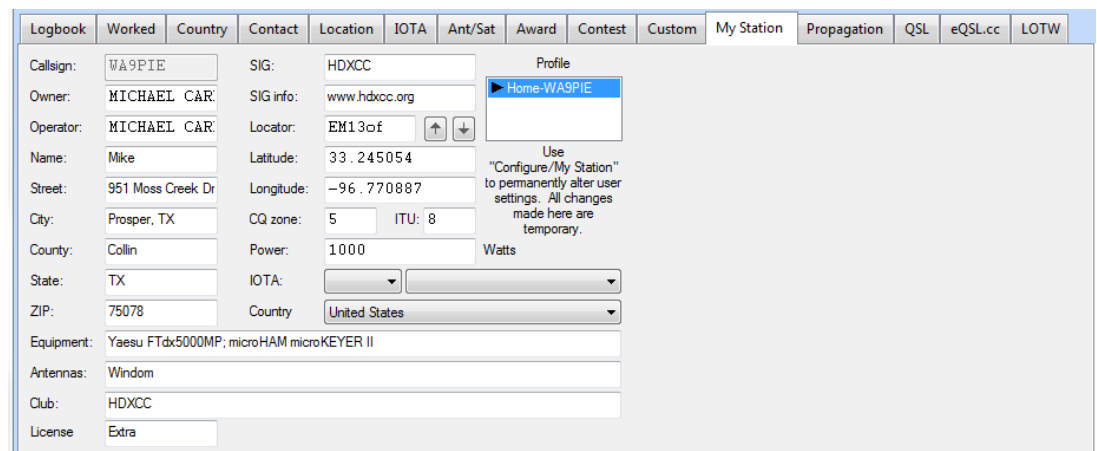 Logbook Worked Country Contact Location IOTA Ant/Sat Award Contest Custom My Station Propagation QSL eQSL.cc LOTW
Callsign: WA9PIE SIG: HDXCC Profile
Owner: MICHAEL CAR SIG info: www.hdxcc.org Home-WA9PIE
Operator: MICHAEL CAR Locator: EM13of
Name: Mike Latitude: 33.245054
Street: 951 Moss Creek Dr Longitude: -96.770887
City: Prosper, TX CQ zone: 5 ITU: 8
County: Collin Power: 1000 Watts
State: TX IOTA:
ZIP: 75078 Country United States
Use
"Configure/My Station"
to permanently alter user
settings. All changes
made here are
temporary.
Equipment: Yaesu FTdx5000MP; microHAM microKEYER II
Antennas: Windom
Club: HDXCC
License Extra